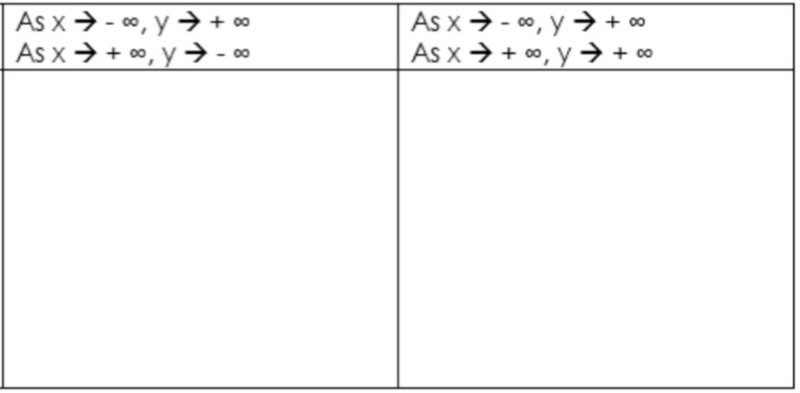 As x → - ∞, y → + ∞
As x → + ∞, y → - ∞
As x → - ∞, y → + ∞
As x → + ∞, y → + ∞